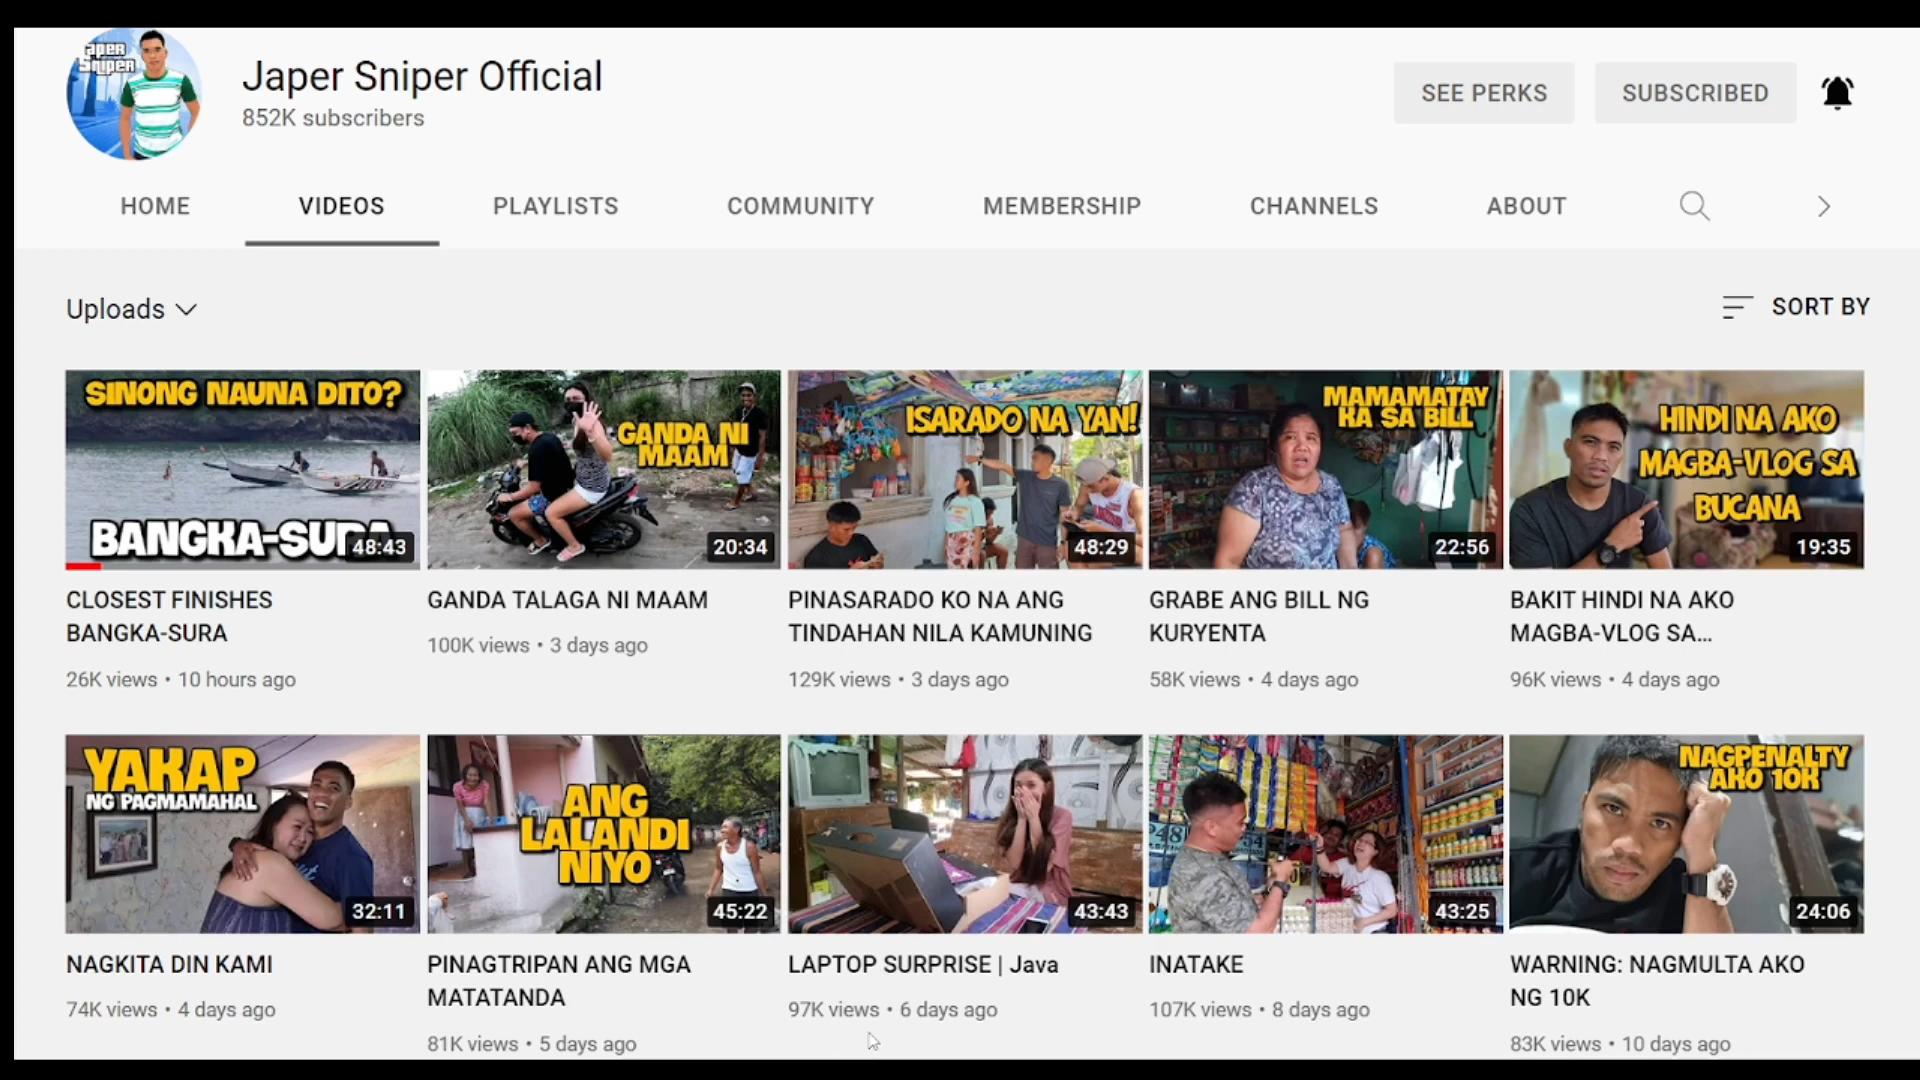 Japer
Sniper
Japer Sniper Official
852K subscribers
SEE PERKS
SUBSCRIBED
HOME
VIDEOS
PLAYLISTS
COMMUNITY
MEMBERSHIP
CHANNELS
ABOUT
Uploads
SORT BY
SINONG NAUNA DITO?
BANGKA-SURA
48:43
GANDA NI
MAAM
20:34
ISARADO NA YAN!
48:29
MAMAMATAY
KA SA BILL
22:56
HINDI NA AKO
MAGBA-VLOG SA
BUCANA
19:35
CLOSEST FINISHES
BANGKA-SURA
26K views • 10 hours ago
GANDA TALAGA NI MAAM
100K views • 3 days ago
PINASARADO KO NA ANG
TINDAHAN NILA KAMUNING
129K views • 3 days ago
GRABE ANG BILL NG
KURYENTA
58K views • 4 days ago
BAKIT HINDI NA AKO
MAGBA-VLOG SA...
96K views • 4 days ago
YAKAP
NG PAGMAMAHAL
32:11
ANG
LALANDI
NIYO
45:22
43:43
43:25
NAGPENALTY
AKO 10K
24:06
NAGKITA DIN KAMI
74K views • 4 days ago
PINAGTRIPAN ANG MGA
MATATANDA
81K views • 5 days ago
LAPTOP SURPRISE | Java
97K views • 6 days ago
INATAKE
107K views • 8 days ago
WARNING: NAGMULTA AKO
NG 10K
83K views • 10 days ago